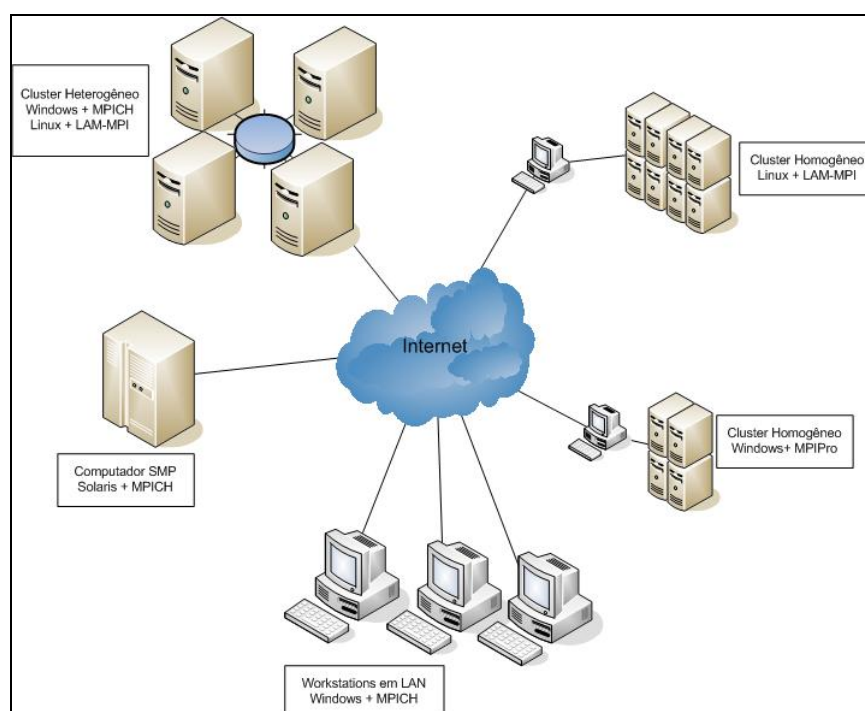 Cluster Heterogêneo
Windows + MPICH
Linux + LAM-MPI
Cluster Homogêneo
Linux + LAM-MPI
Internet
Cluster Homogêneo
Windows+ MPIPro
Computador SMP
Solaris + MPICH
Workstations em LAN
Windows + MPICH